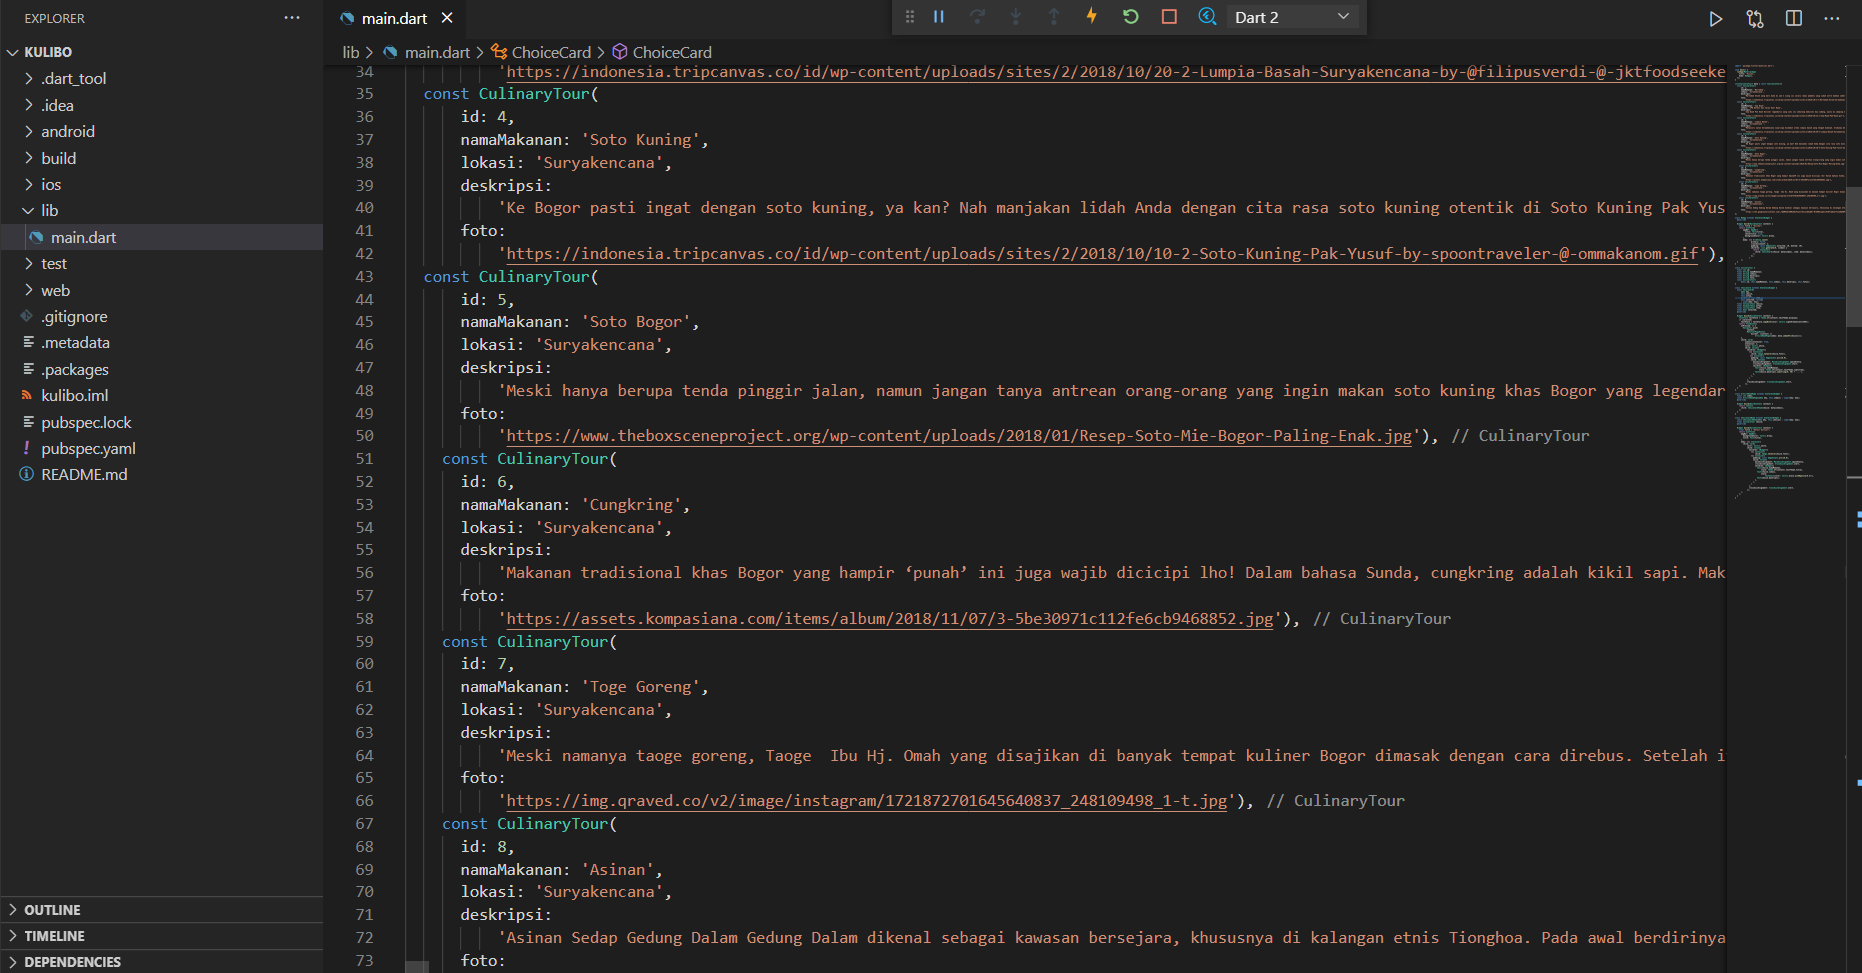 EXPLORER
KULIBO
.dart_tool
.idea
android
build
ios
lib
main.dart
test
web
.gitignore
.metadata
.packages
kulibo.iml
pubspec.lock
pubspec.yaml
README.md
OUTLINE
TIMELINE
DEPENDENCIES
main.dart
Dart 2
lib > main.dart > ChoiceCard > ChoiceCard
34 'https://indonesia.tripcanvas.co/id/wp-content/uploads/sites/2/2018/10/20-2-Lumpia-Basah-Suryakencana-by-@filipusverdi-@-jktfoodseeke
35 const CulinaryTour(
36 id: 4,
37 namaMakanan: 'Soto Kuning',
38 lokasi: 'Suryakencana',
39 deskripsi:
40 'Ke Bogor pasti ingat dengan soto kuning, ya kan? Nah manjakan lidah Anda dengan cita rasa soto kuning otentik di Soto Kuning Pak Yus
41 foto:
42 'https://indonesia.tripcanvas.co/id/wp-content/uploads/sites/2/2018/10/10-2-Soto-Kuning-Pak-Yusuf-by-spoontraveler-@-ommakanom.gif'),
43 const CulinaryTour(
44 id: 5,
45 namaMakanan: 'Soto Bogor',
46 lokasi: 'Suryakencana',
47 deskripsi:
48 'Meski hanya berupa tenda pinggir jalan, namun jangan tanya antrean orang-orang yang ingin makan soto kuning khas Bogor yang legendar
49 foto:
50 'https://www.theboxsceneproject.org/wp-content/uploads/2018/01/Resep-Soto-Mie-Bogor-Paling-Enak.jpg'), // CulinaryTour
51 const CulinaryTour(
52 id: 6,
53 namaMakanan: 'Cungkring',
54 lokasi: 'Suryakencana',
55 deskripsi:
56 'Makanan tradisional khas Bogor yang hampir ‘punah’ ini juga wajib dicicipi lho! Dalam bahasa Sunda, cungkring adalah kikil sapi. Mak
57 foto:
58 'https://assets.kompasiana.com/items/album/2018/11/07/3-5be30971c112fe6cb9468852.jpg'), // CulinaryTour
59 const CulinaryTour(
60 id: 7,
61 namaMakanan: 'Toge Goreng',
62 lokasi: 'Suryakencana',
63 deskripsi:
64 'Meski namanya taoge goreng, Taoge  Ibu Hj. Omah yang disajikan di banyak tempat kuliner Bogor dimasak dengan cara direbus. Setelah i
65 foto:
66 'https://img.qraved.co/v2/image/instagram/1721872701645640837_248109498_1-t.jpg'), // CulinaryTour
67 const CulinaryTour(
68 id: 8,
69 namaMakanan: 'Asinan',
70 lokasi: 'Suryakencana',
71 deskripsi:
72 'Asinan Sedap Gedung Dalam Gedung Dalam dikenal sebagai kawasan bersejara, khususnya di kalangan etnis Tionghoa. Pada awal berdirinya
73 foto: